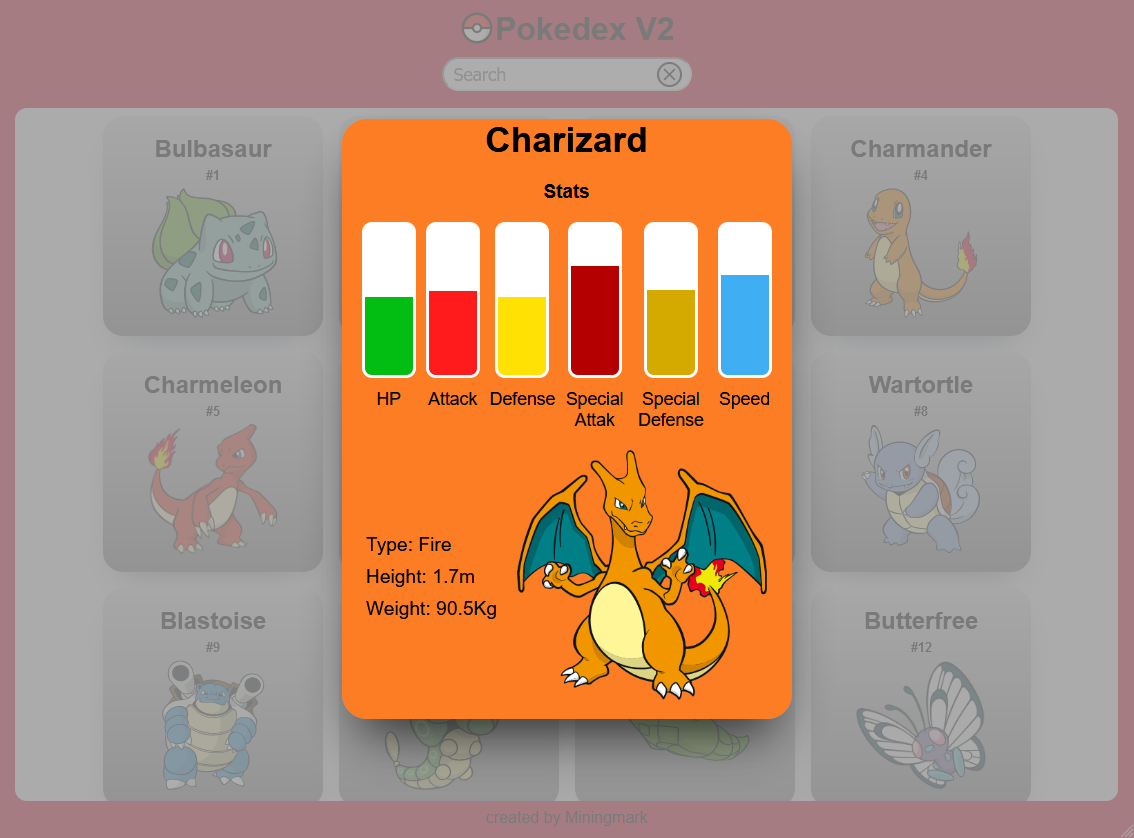 Pokedex V2
Search
Bulbasaur
#1
Charmander
#4
Charmeleon
#5
Wartortle
#8
Blastoise
#9
Butterfree
#12
Charizard
Stats
HP
Attack
Defense
Special
Attak
Special
Defense
Speed
Type: Fire
Height: 1.7m
Weight: 90.5Kg
created by Miningmark